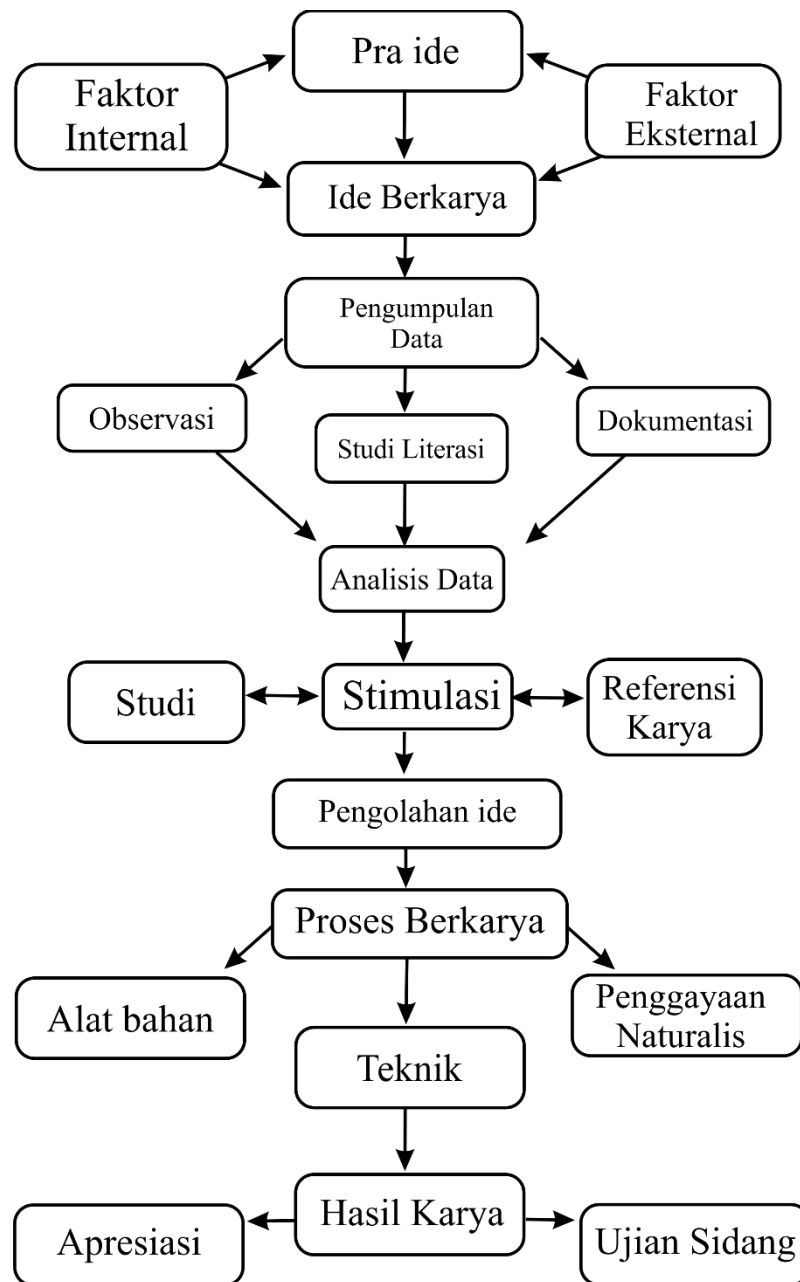 Pra ide
Faktor
Internal
Faktor
Eksternal
Ide Berkarya
Pengumpulan
Data
Observasi
Studi Literasi
Dokumentasi
Analisis Data
Studi
Stimulasi
Referensi
Karya
Pengolahan ide
Proses Berkarya
Alat bahan
Penggayaan
Naturalis
Teknik
Hasil Karya
Apresiasi
Ujian Sidang